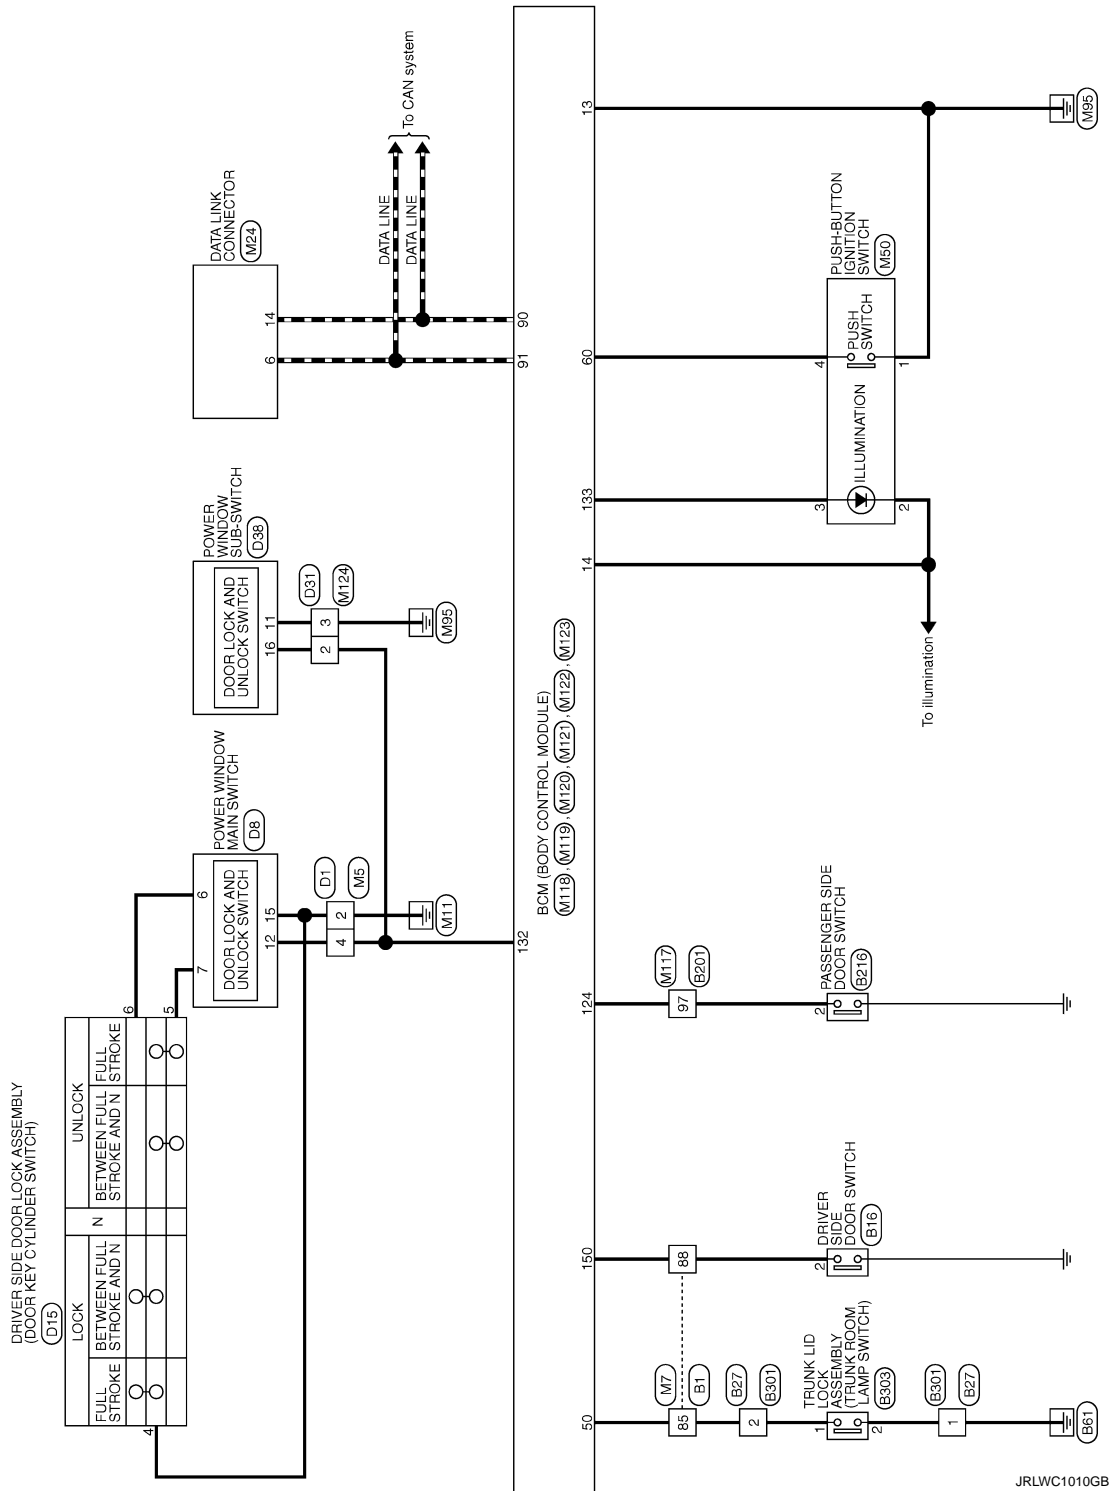 DRIVER SIDE DOOR LOCK ASSEMBLY
(DOOR KEY CYLINDER SWITCH)
D15
LOCK
N
UNLOCK
FULL
STROKE
BETWEEN FULL
STROKE AND N
BETWEEN FULL
STROKE AND N
FULL
STROKE
4
6
5
7
6
POWER WINDOW
MAIN SWITCH
D8
DOOR LOCK AND
UNLOCK SWITCH
12
15
4
2
D1
M5
M11
132
POWER
WINDOW
SUB-SWITCH
D38
DOOR LOCK AND
UNLOCK SWITCH
16
11
2
3
D31
M124
M95
DATA LINK
CONNECTOR
M24
6
14
DATA LINE
DATA LINE
To CAN system
91
90
BCM (BODY CONTROL MODULE)
M118 , M119 , M120 , M121 , M122 , M123
50
150
124
14
133
60
13
85
M7
B1
88
2
B27
B301
1
TRUNK LID
LOCK
ASSEMBLY
(TRUNK ROOM
LAMP SWITCH)
B303
2
1
B301
B27
B61
2
DRIVER
SIDE
DOOR SWITCH
B16
97
M117
B201
2
PASSENGER SIDE
DOOR SWITCH
B216
To illumination
3
2
ILLUMINATION
4
1
PUSH
SWITCH
PUSH-BUTTON
IGNITION
SWITCH
M50
M95
JRLWC1010GB